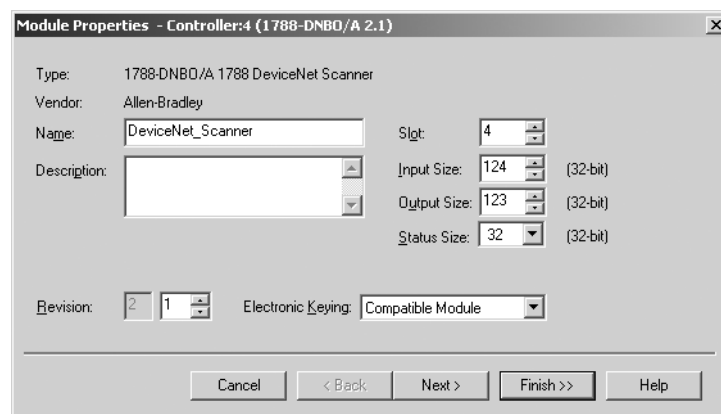 Module Properties - Controller:4 (1788-DNBO/A 2.1)
Type: 1788-DNBO/A 1788 DeviceNet Scanner
Vendor: Allen-Bradley
Name: DeviceNet_Scanner Slot: 4
Description: Input Size: 124 (32-bit)
Output Size: 123 (32-bit)
Status Size: 32 (32-bit)
Revision: 2 1 Electronic Keying: Compatible Module
Cancel < Back Next > Finish >> Help